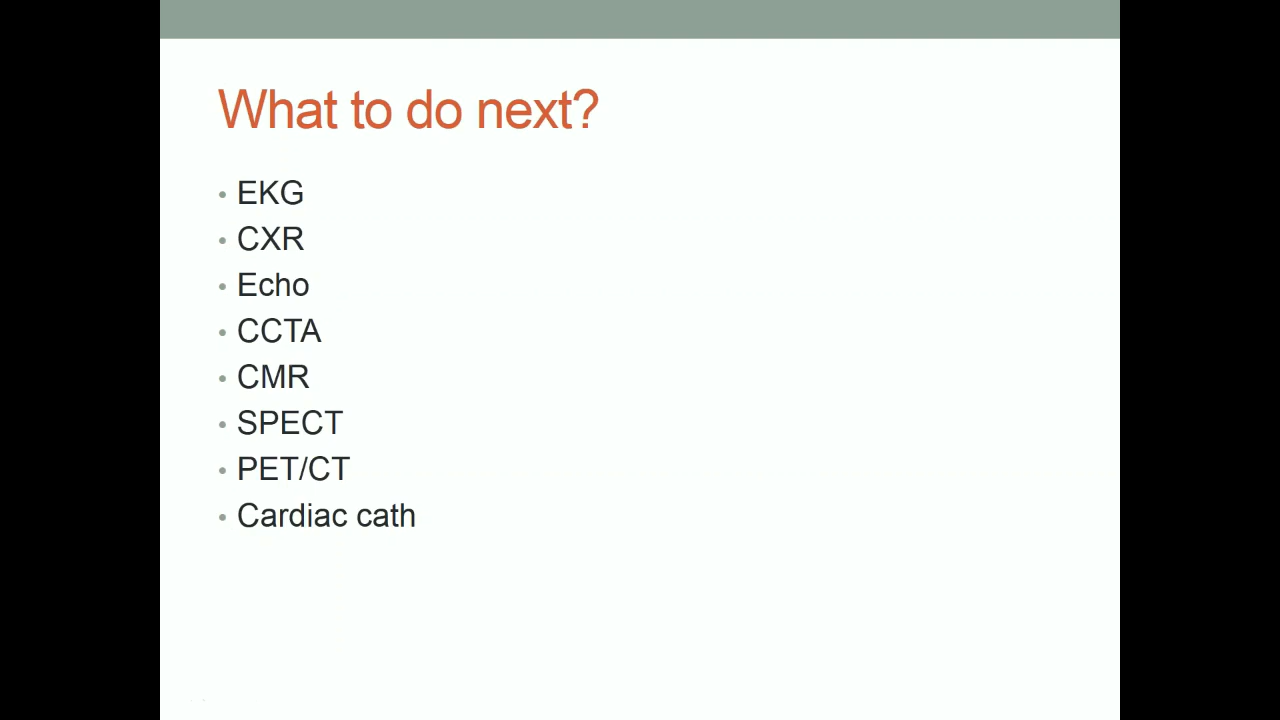 What to do next?
• EKG
• CXR
• Echo
• CCTA
• CMR
• SPECT
• PET/CT
• Cardiac cath